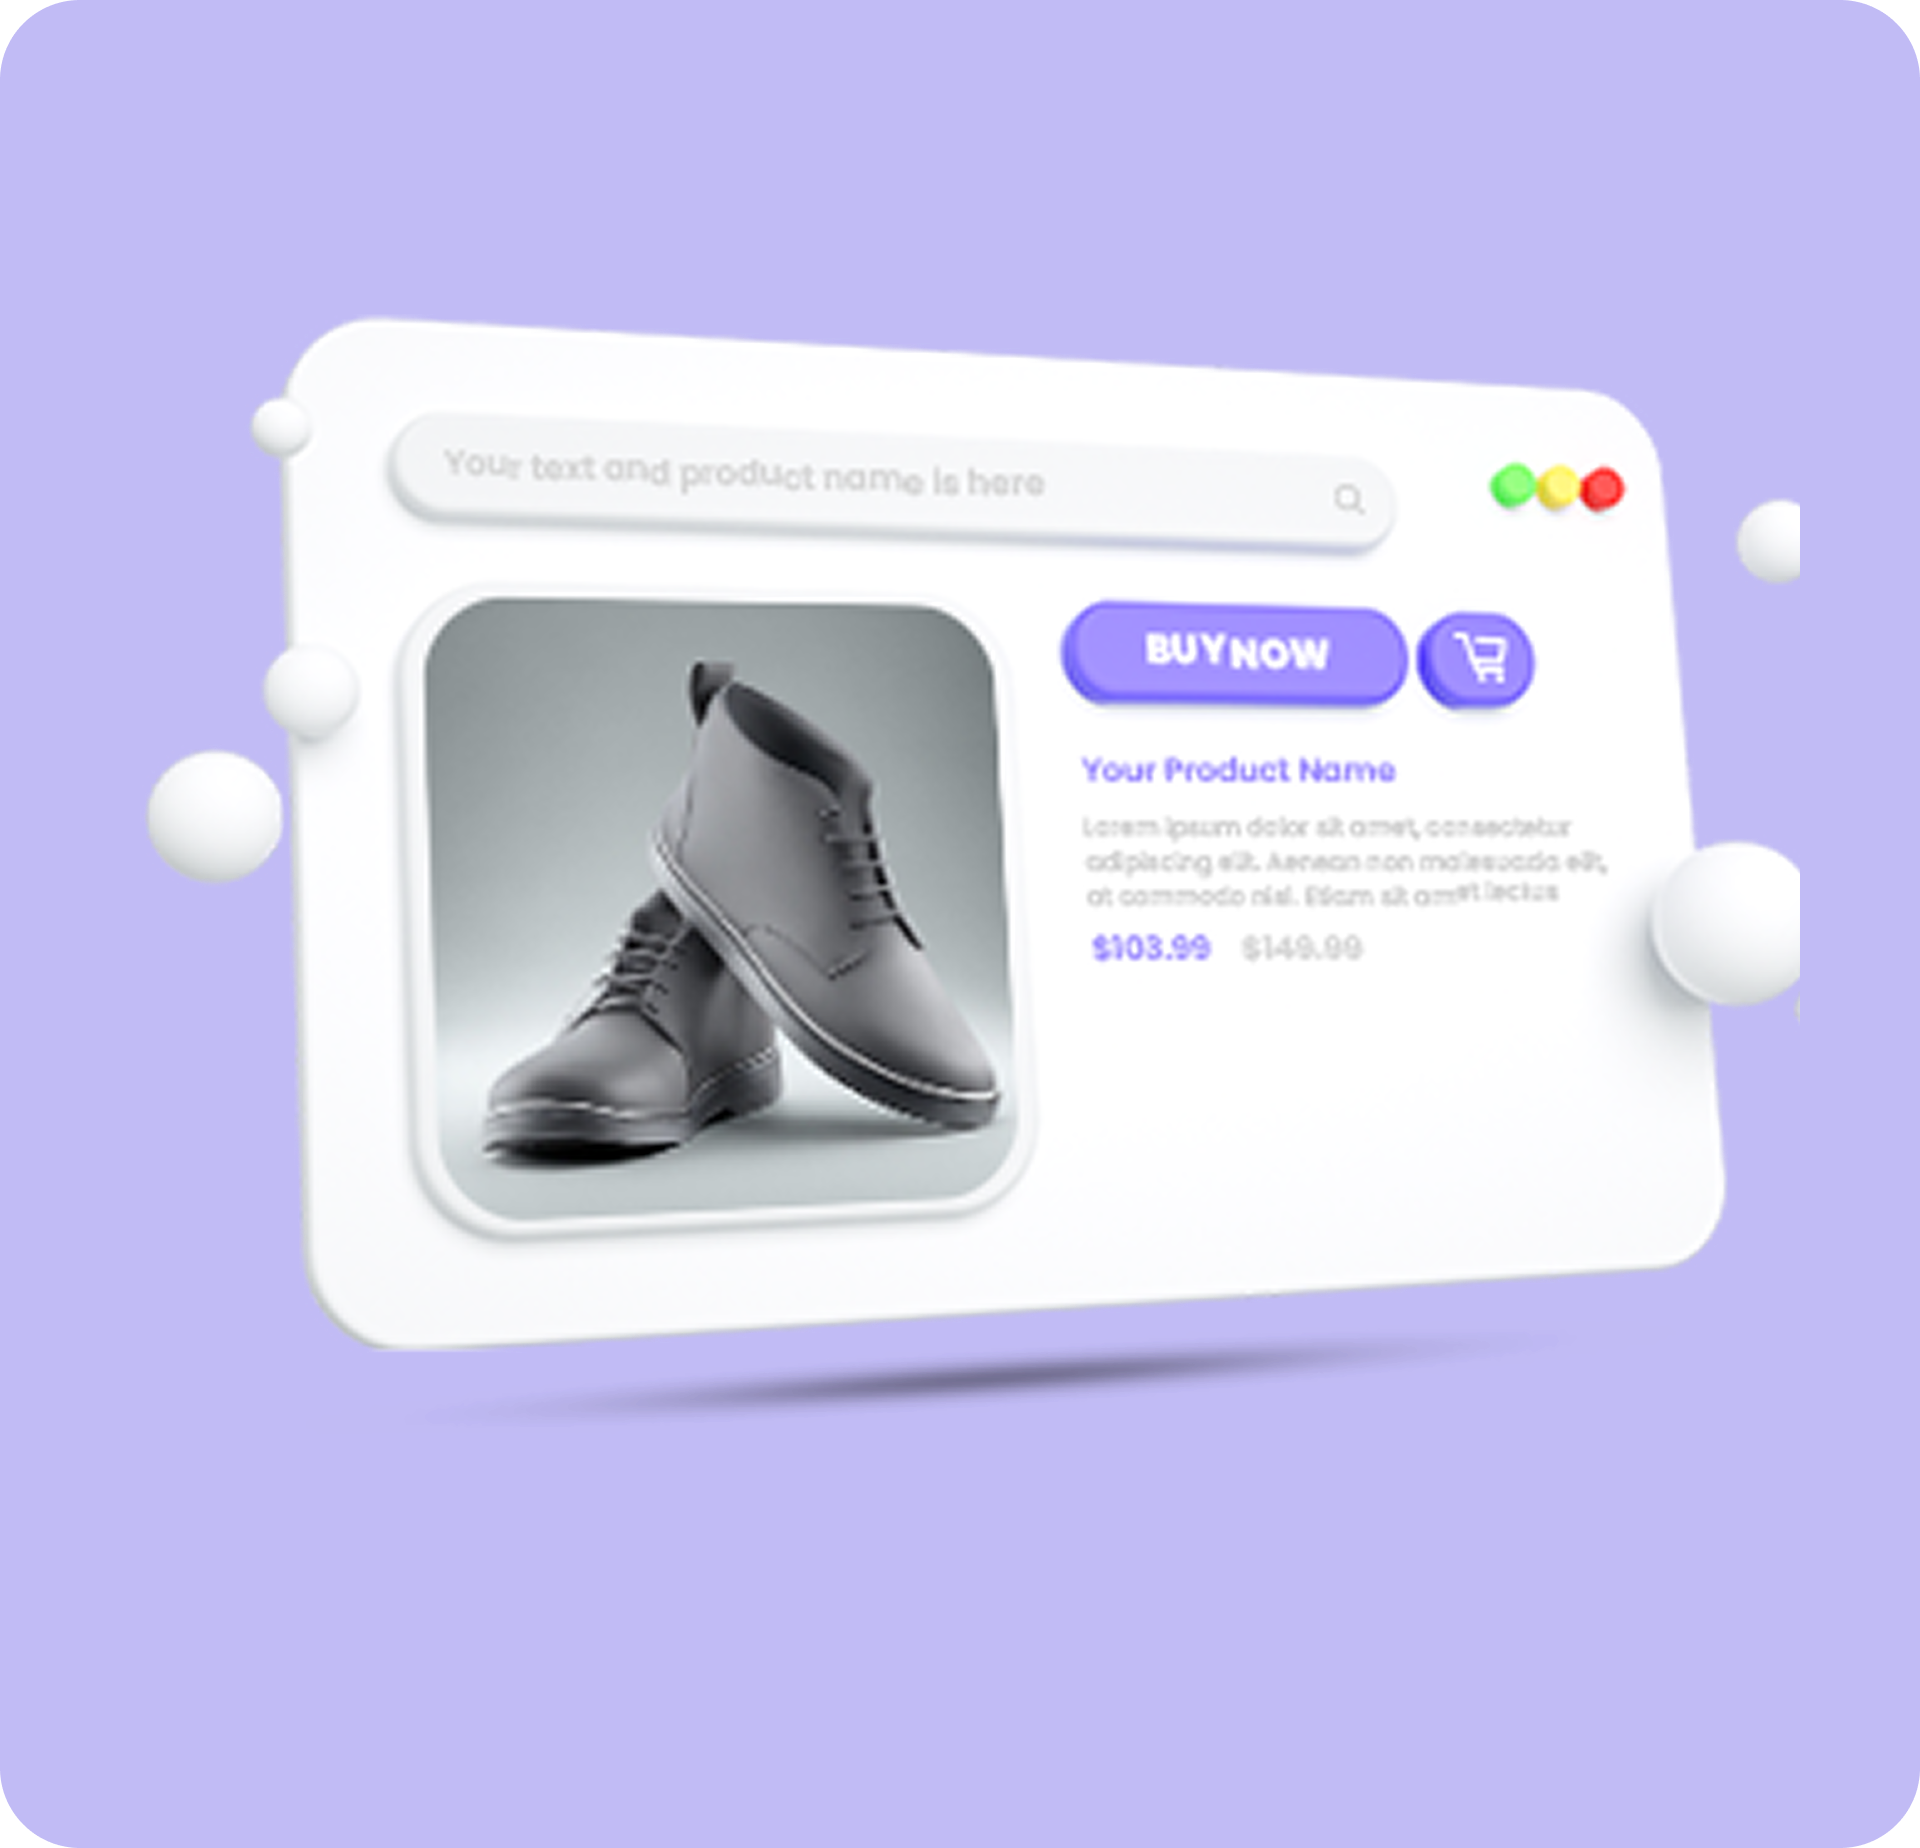 Your text and product name is here
BUY NOW
Your Product Name
Lorem ipsum dolor sit amet, consectetur
adipiscing elit. Aenean non malesuada elit,
at commodo nisl. Etiam sit amet lectus
$103.99 $149.99